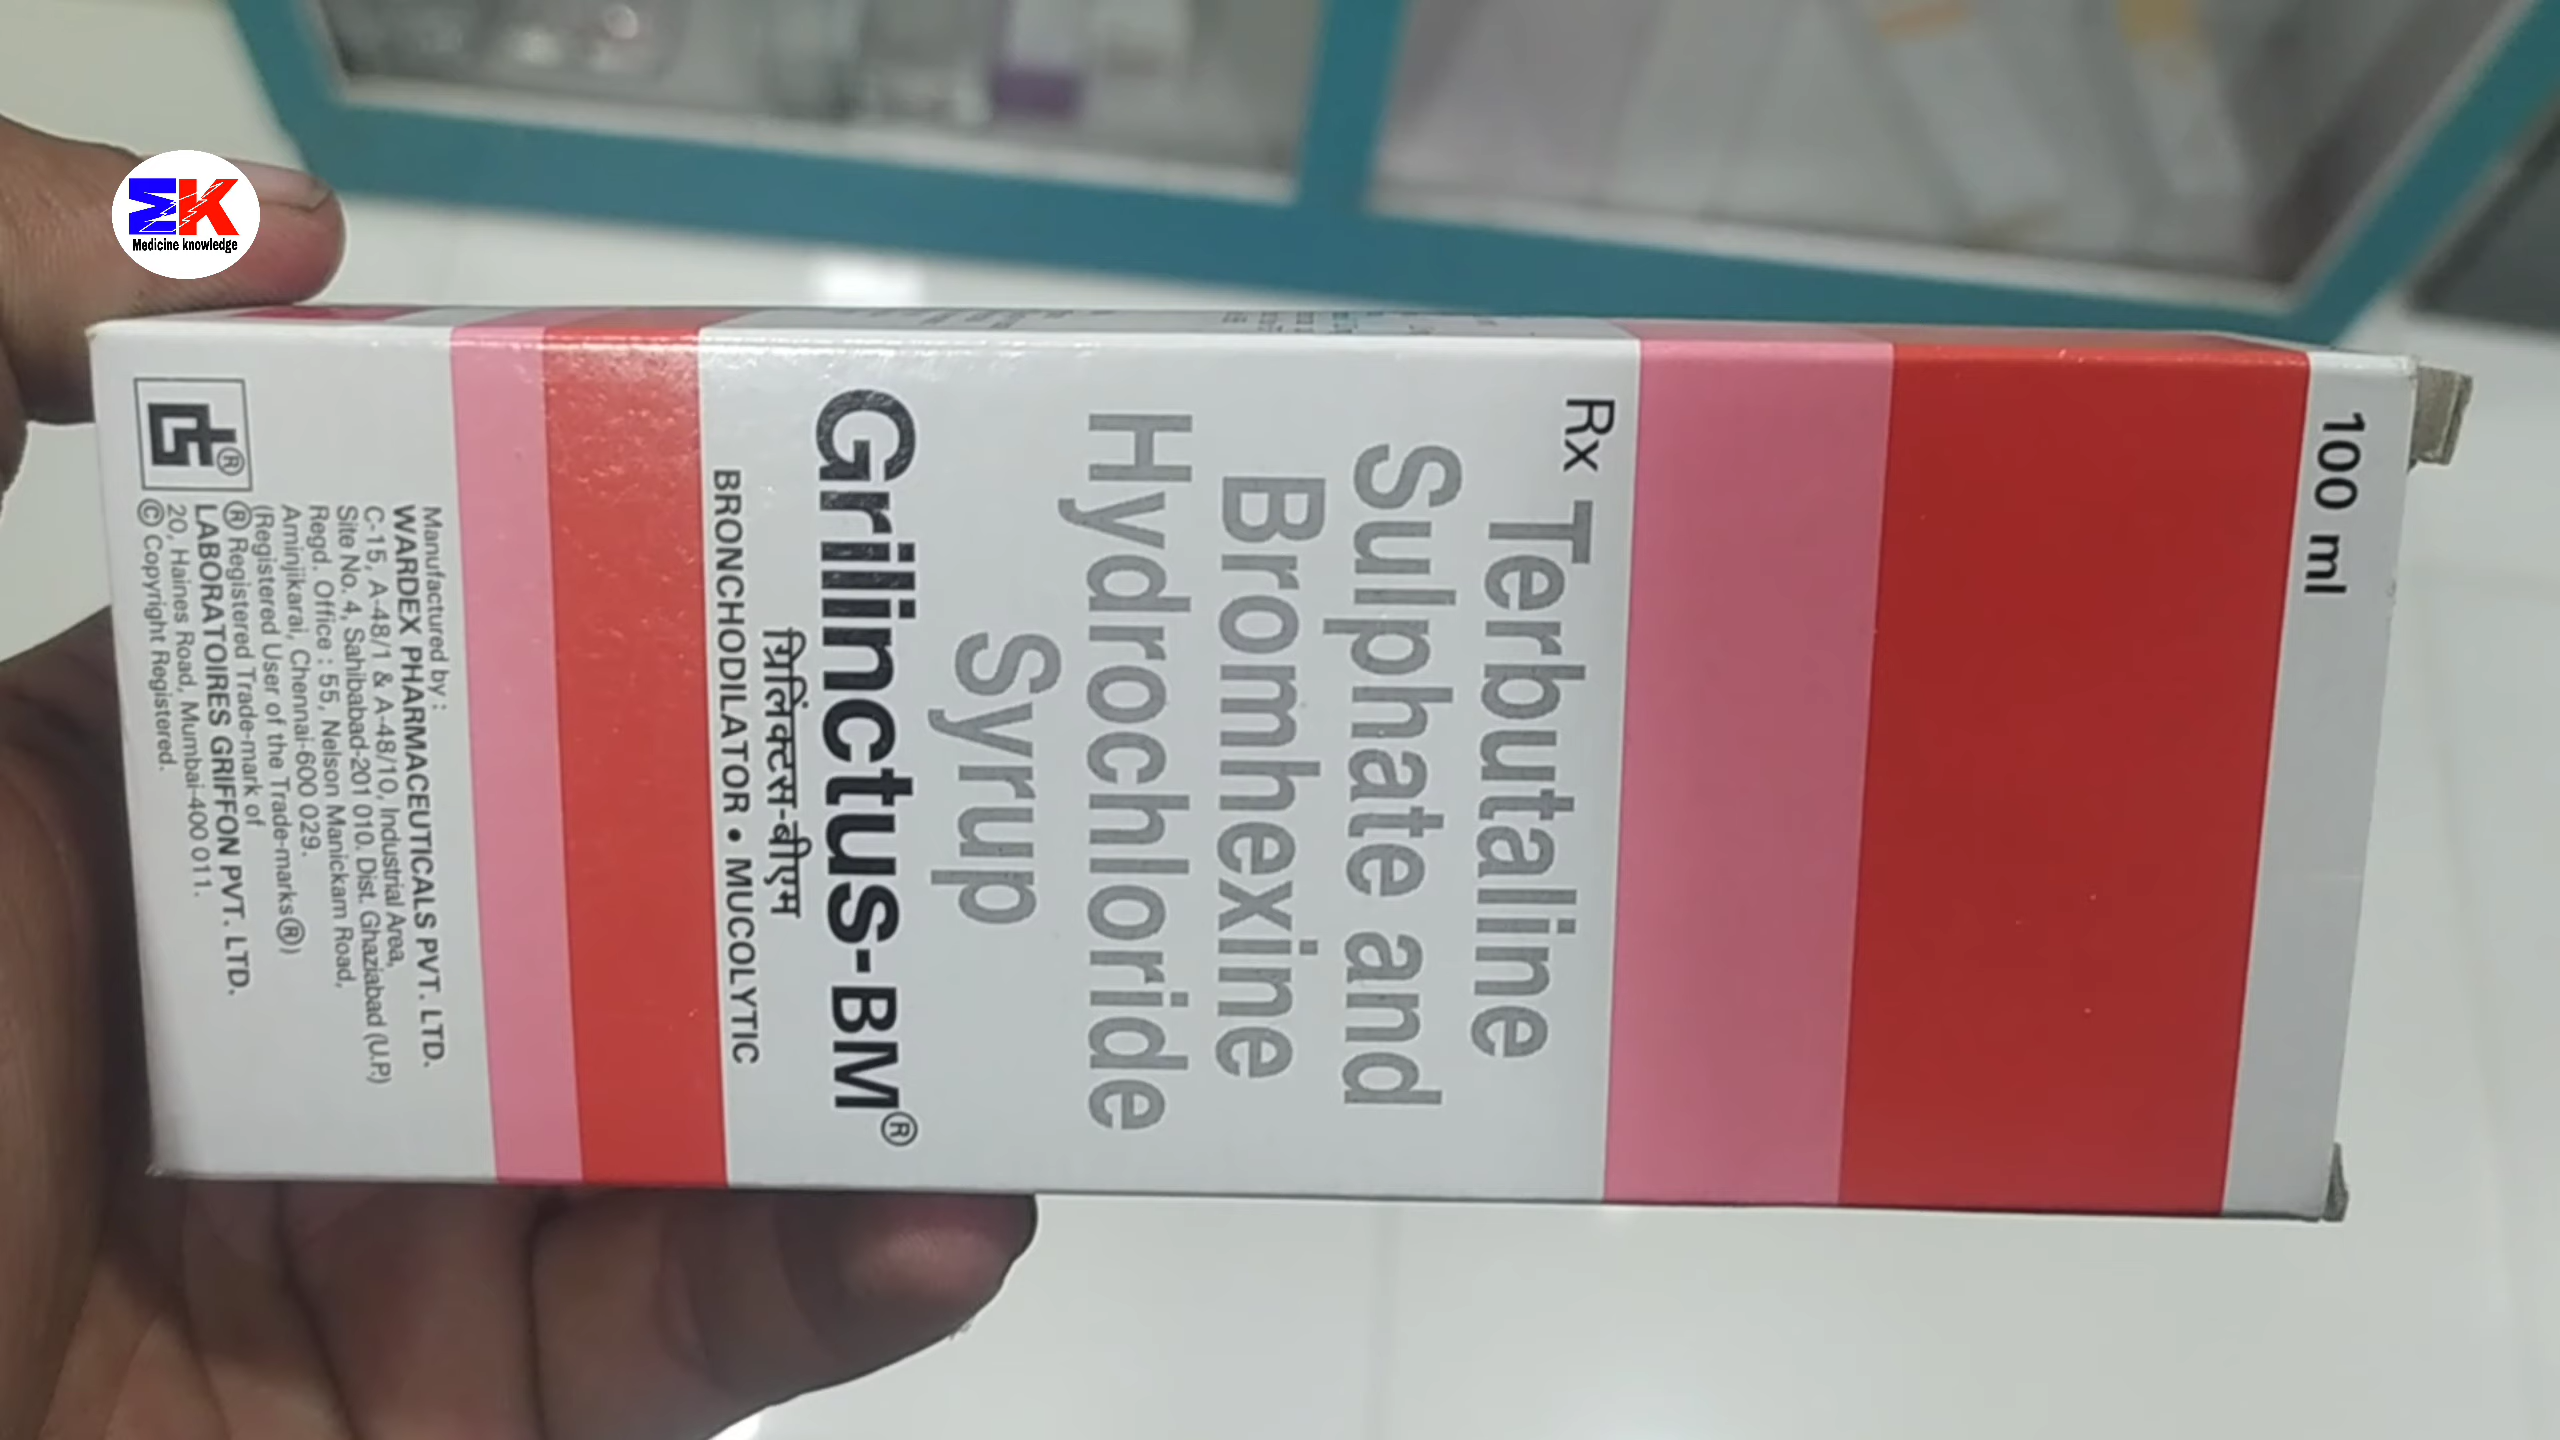 MK
Medicine knowledge
100 ml
Rx
Terbutaline
Sulphate and
Bromhexine
Hydrochloride
Syrup
Grilinctus-BM®
ग्रिलिंक्टस-बीएम
BRONCHODILATOR • MUCOLYTIC
Manufactured by :
WARDEX PHARMACEUTICALS PVT. LTD.
C-15, A-48/1 & A-48/10, Industrial Area,
Site No. 4, Sahibabad-201 010. Dist. Ghaziabad (U.P.)
Regd. Office : 55, Nelson Manickam Road,
Aminjikarai, Chennai-600 029.
(Registered User of the Trade-marks®)
® Registered Trade-mark of
LABORATOIRES GRIFFON PVT. LTD.
20, Haines Road, Mumbai-400 011.
© Copyright Registered.
®